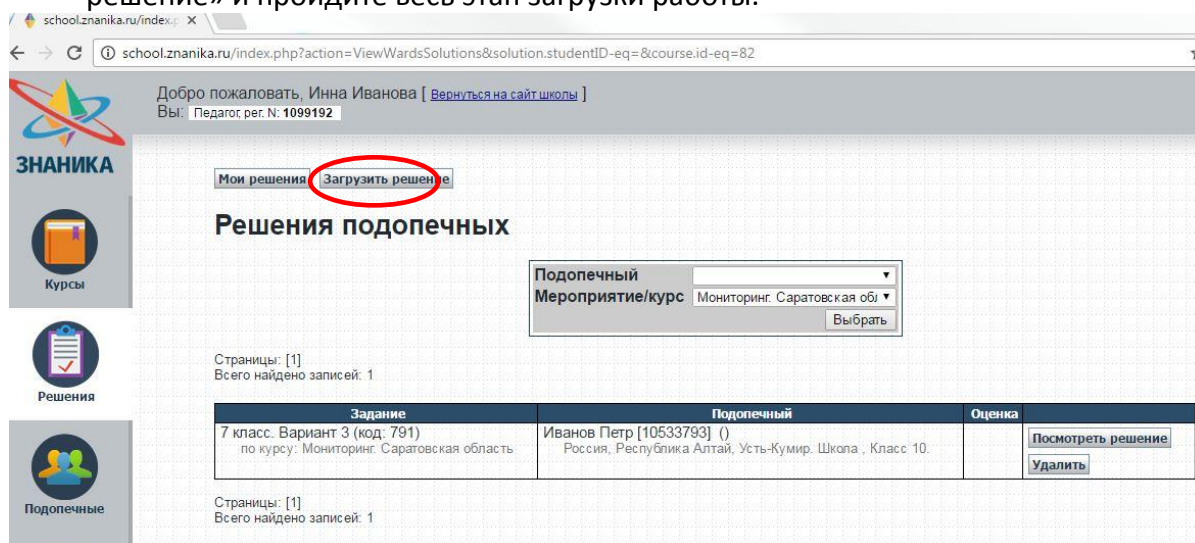 решение» и пройдите весь этап загрузки работы.
school.znanika.ru/index.p
school.znanika.ru/index.php?action=ViewWardsSolutions&solution.studentID-eq=&course.id-eq=82
Добро пожаловать, Инна Иванова [ Вернуться на сайт школы ]
Вы: Педагог, рег. N: 1099192
ЗНАНИКА
Мои решения Загрузить решение
Решения подопечных
Курсы
Подопечный
Мероприятие/курс Мониторинг. Саратовская обл
Выбрать
Решения
Страницы: [1]
Всего найдено записей: 1
Задание Подопечный Оценка
7 класс. Вариант 3 (код: 791) Иванов Петр [10533793] () Посмотреть решение
по курсу: Мониторинг. Саратовская область Россия, Республика Алтай, Усть-Кумир. Школа , Класс 10.
Удалить
Подопечные
Страницы: [1]
Всего найдено записей: 1